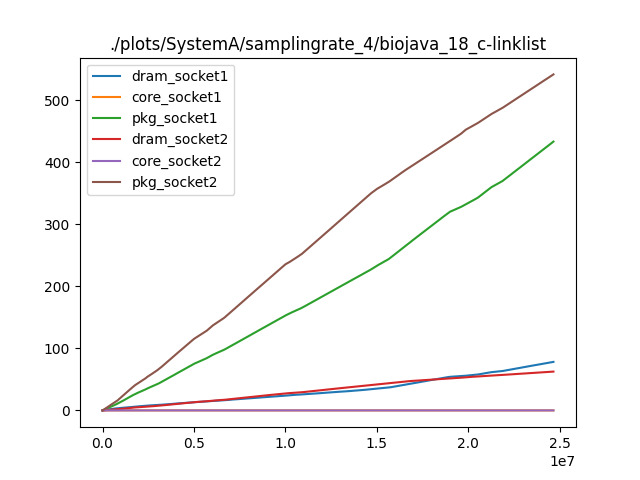 ./plots/SystemA/samplingrate_4/biojava_18_c-linklist
dram_socket1
core_socket1
pkg_socket1
dram_socket2
core_socket2
pkg_socket2
500
400
300
200
100
0
0.0 0.5 1.0 1.5 2.0 2.5
1e7